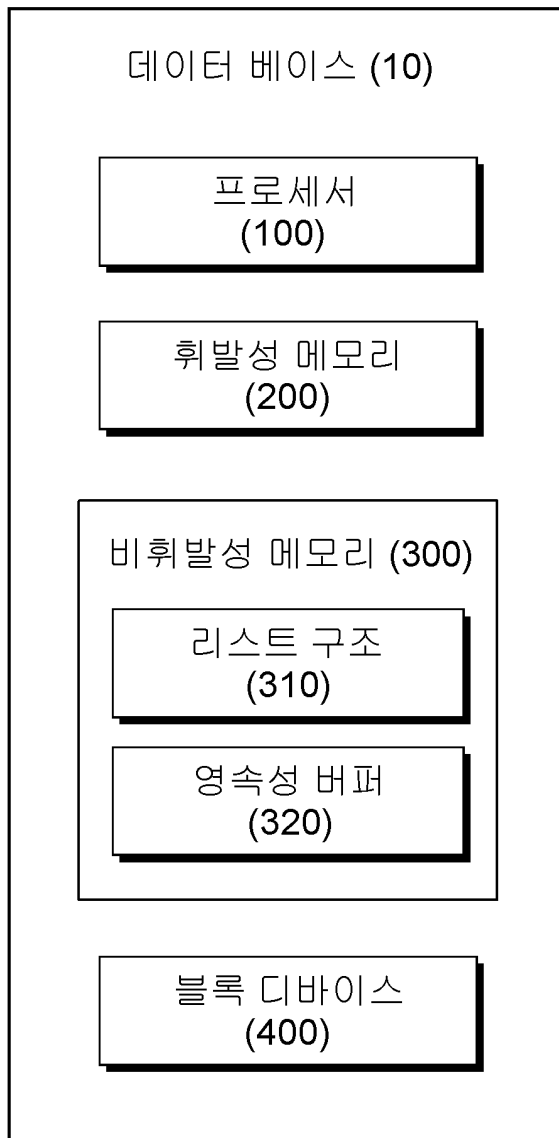 데이터 베이스 (10)
프로세서
(100)
휘발성 메모리
(200)
비휘발성 메모리 (300)
리스트 구조
(310)
영속성 버퍼
(320)
블록 디바이스
(400)